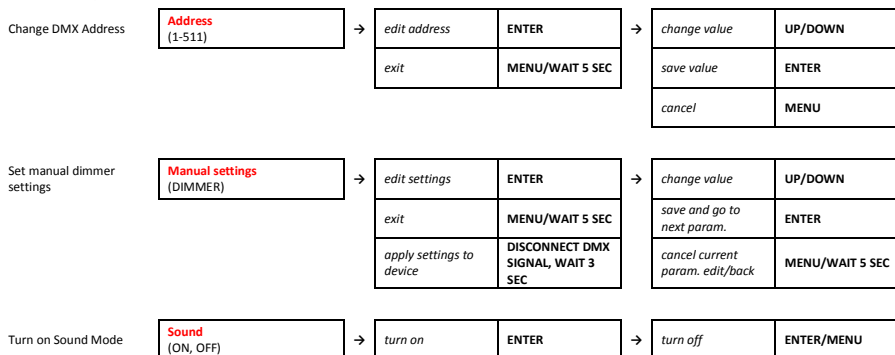 Change DMX Address
Address
(1-511)
→
edit address
ENTER
→
change value
UP/DOWN
exit
MENU/WAIT 5 SEC
save value
ENTER
cancel
MENU
Set manual dimmer
settings
Manual settings
(DIMMER)
→
edit settings
ENTER
→
change value
UP/DOWN
exit
MENU/WAIT 5 SEC
save and go to
next param.
ENTER
apply settings to
device
DISCONNECT DMX
SIGNAL, WAIT 3
SEC
cancel current
param. edit/back
MENU/WAIT 5 SEC
Turn on Sound Mode
Sound
(ON, OFF)
→
turn on
ENTER
→
turn off
ENTER/MENU